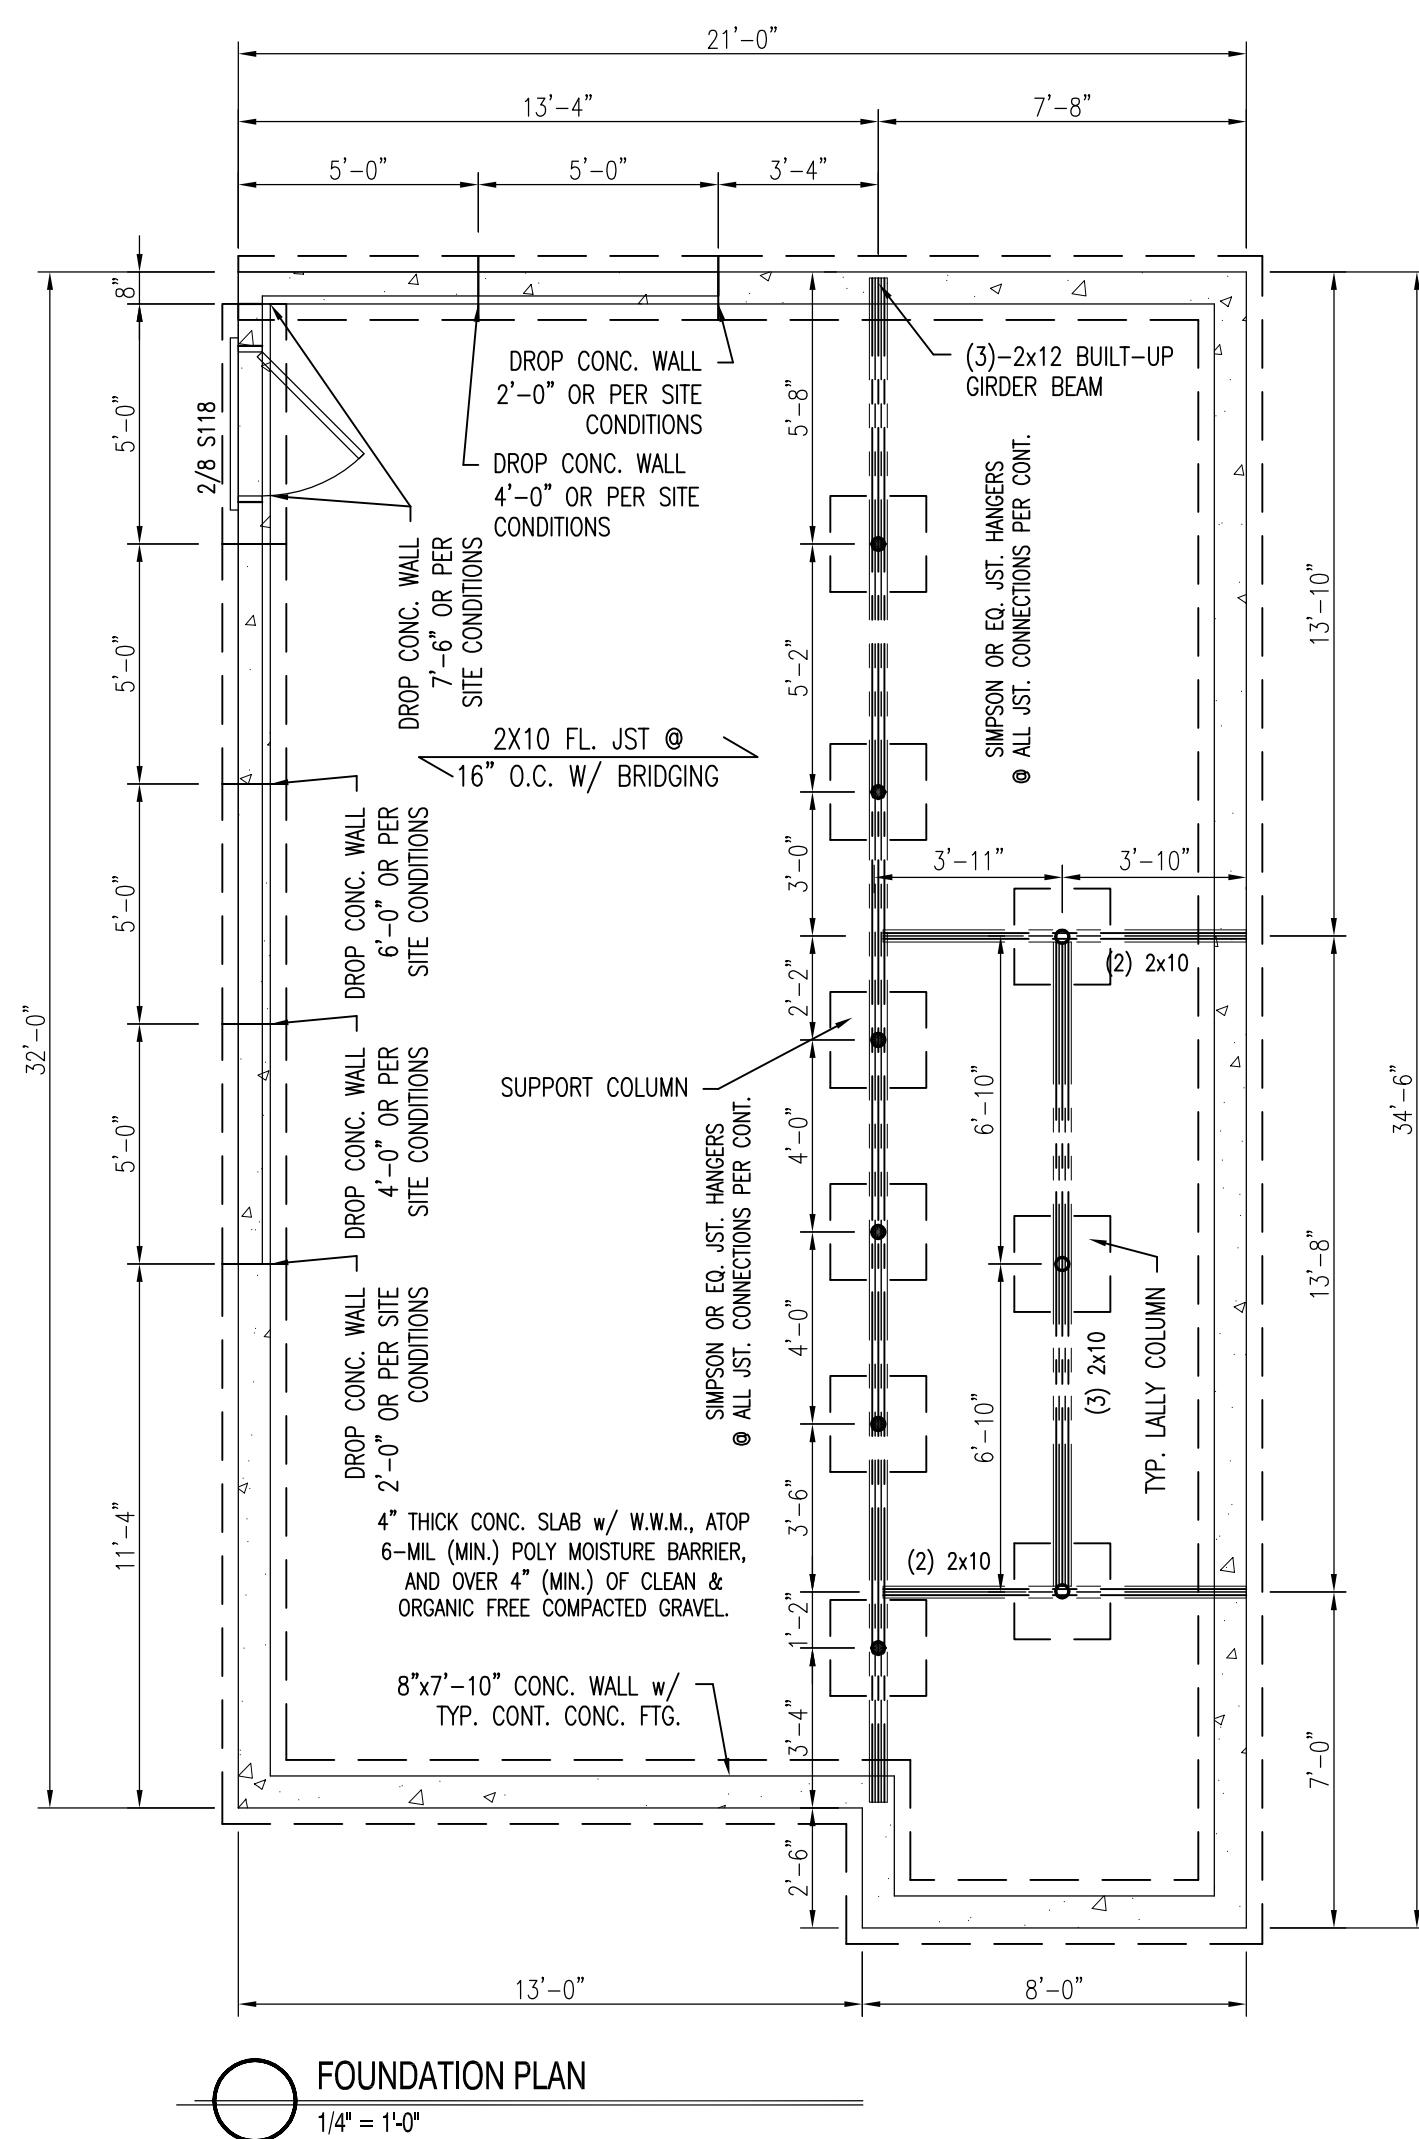 21'-0"
13'-4"
7'-8"
5'-0"
5'-0"
3'-4"
8"
5'-0"
5'-0"
5'-0"
5'-0"
11'-4"
32'-0"
2/8 S118
DROP CONC. WALL
2'-0" OR PER SITE
CONDITIONS
DROP CONC. WALL
4'-0" OR PER SITE
CONDITIONS
DROP CONC. WALL
7'-6" OR PER
SITE CONDITIONS
(3)-2x12 BUILT-UP
GIRDER BEAM
5'-8"
SIMPSON OR EQ. JST. HANGERS
@ ALL JST. CONNECTIONS PER CONT.
13'-10"
5'-2"
2X10 FL. JST @
16" O.C. W/ BRIDGING
DROP CONC. WALL
6'-0" OR PER
SITE CONDITIONS
3'-0"
3'-11"
3'-10"
(2) 2x10
2'-2"
SUPPORT COLUMN
DROP CONC. WALL
4'-0" OR PER
SITE CONDITIONS
6'-10"
34'-6"
4'-0"
SIMPSON OR EQ. JST. HANGERS
@ ALL JST. CONNECTIONS PER CONT.
13'-8"
4'-0"
DROP CONC. WALL
2'-0" OR PER SITE
CONDITIONS
(3) 2x10
TYP. LALLY COLUMN
6'-10"
3'-6"
4" THICK CONC. SLAB w/ W.W.M., ATOP
6-MIL (MIN.) POLY MOISTURE BARRIER,
AND OVER 4" (MIN.) OF CLEAN &
ORGANIC FREE COMPACTED GRAVEL.
(2) 2x10
1'-2"
8"x7'-10" CONC. WALL w/
TYP. CONT. CONC. FTG.
3'-4"
7'-0"
2'-6"
13'-0"
8'-0"
FOUNDATION PLAN
1/4" = 1'-0"